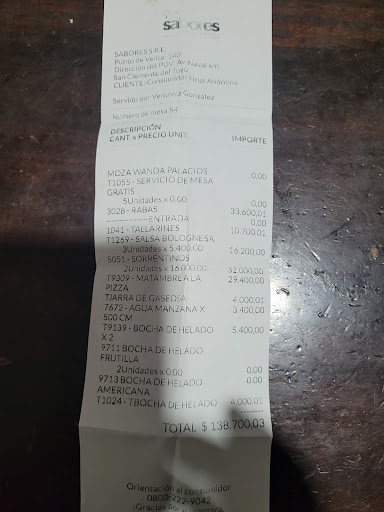 sabores
SABORES S.R.L.
Punto de Venta: 140
Dirección del PDV: Av Naval s/n
San Clemente del Tuyu
CLIENTE: Consumidor Final Anónimo
Servido por Veronica Gonzalez
Número de mesa 54
DESCRIPCIÓN
CANT. x PRECIO UNIT. IMPORTE
MOZA WANDA PALACIOS 0,00
T1055 - SERVICIO DE MESA
GRATIS
5Unidades x 0,00 0,00
3028 - RABAS 33.600,01
---------------ENTRADA
1041 - TALLARINES 10.700,01
T1269 - SALSA BOLOGNESA
3Unidades x 5.400,00 16.200,00
5051 - SORRENTINOS
2Unidades x 16.000,00 32.000,00
T9309 - MATAMBRE A LA 29.400,00
PIZZA
TJARRA DE GASEOSA 4.000,01
7672 - AGUA MANZANA X 3.400,00
500 CM
T9139 - BOCHA DE HELADO 5.400,00
X 2
9711 BOCHA DE HELADO
FRUTILLA
2Unidades x 0,00 0,00
9713 BOCHA DE HELADO 0,00
AMERICANA
T1024 - TBOCHA DE HELADO 4.000,01
--------
TOTAL $ 138.700,03
Orientación al consumidor
0800-222-9042
¡Gracias por su compra